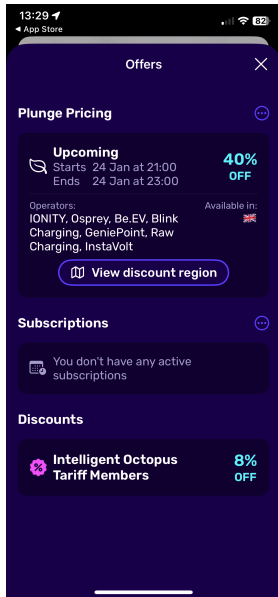 13:29
82
◀ App Store
Offers
Plunge Pricing
Upcoming
Starts 24 Jan at 21:00
Ends 24 Jan at 23:00
40%
OFF
Operators:
IONITY, Osprey, Be.EV, Blink
Charging, GeniePoint, Raw
Charging, InstaVolt
Available in:
View discount region
Subscriptions
You don't have any active
subscriptions
Discounts
Intelligent Octopus
Tariff Members
8%
OFF